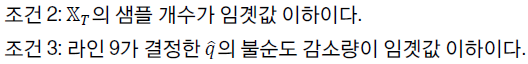 조건 2: 𝕏_T의 샘플 개수가 임곗값 이하이다.
조건 3: 라인 9가 결정한 q̂의 불순도 감소량이 임곗값 이하이다.